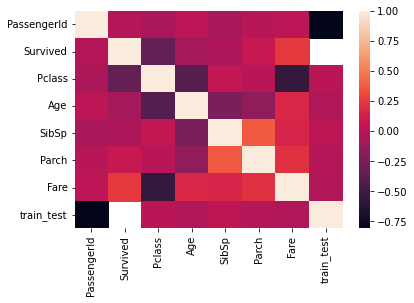 PassengerId
Survived
Pclass
Age
SibSp
Parch
Fare
train_test
PassengerId
Survived
Pclass
Age
SibSp
Parch
Fare
train_test
1.00
0.75
0.50
0.25
0.00
−0.25
−0.50
−0.75